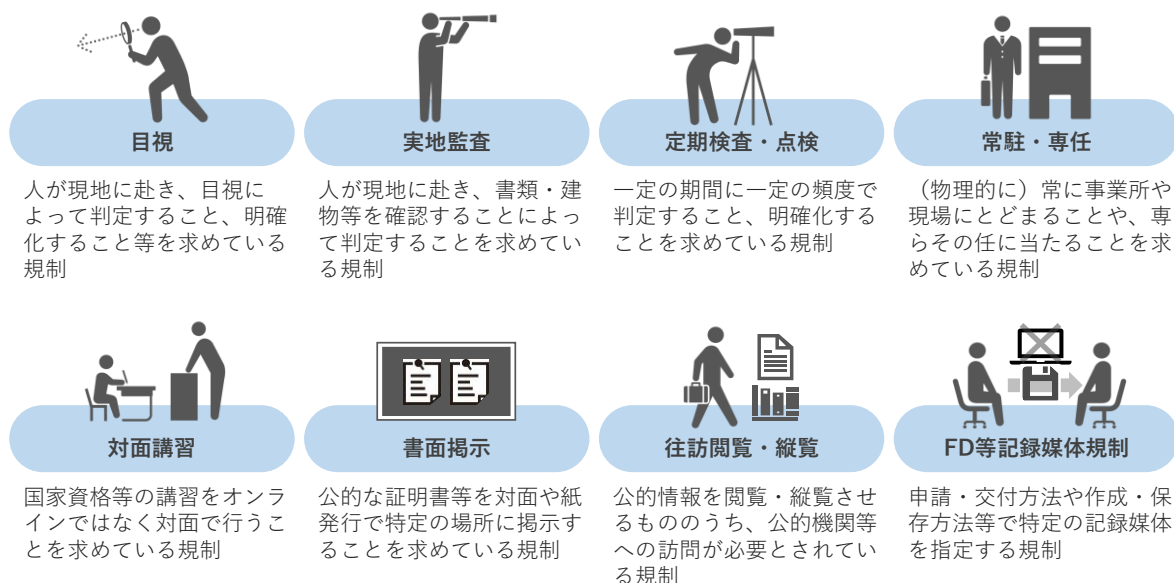 目視
人が現地に赴き、目視に
よって判定すること、明確
化すること等を求めている
規制
実地監査
人が現地に赴き、書類・建
物等を確認することによっ
て判定することを求めてい
る規制
定期検査・点検
一定の期間に一定の頻度で
判定すること、明確化する
ことを求めている規制
常駐・専任
（物理的に）常に事業所や
現場にとどまることや、専
らその任に当たることを求
めている規制
対面講習
国家資格等の講習をオンラ
インではなく対面で行うこ
とを求めている規制
書面掲示
公的な証明書等を対面や紙
発行で特定の場所に掲示す
ることを求めている規制
往訪閲覧・縦覧
公的情報を閲覧・縦覧させ
るもののうち、公的機関等
への訪問が必要とされてい
る規制
FD等記録媒体規制
申請・交付方法や作成・保
存方法等で特定の記録媒体
を指定する規制